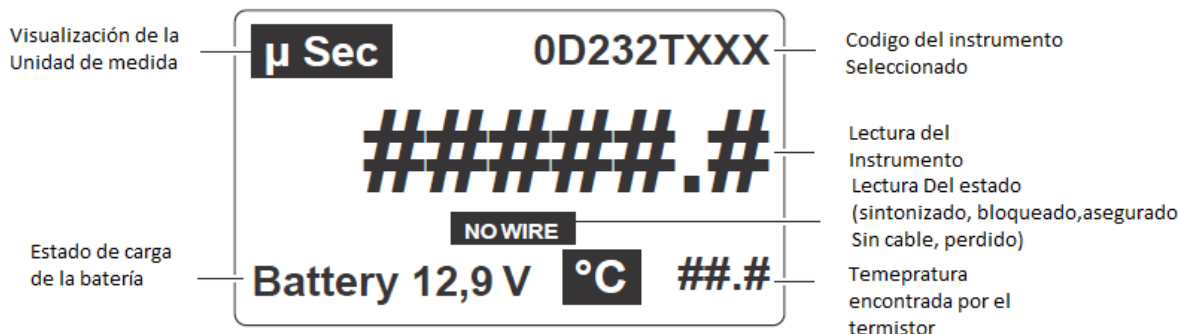 Visualización de la
Unidad de medida
µ Sec
0D232TXXX
Codigo del instrumento
Seleccionado
#####.#
Lectura del
Instrumento
Lectura Del estado
(sintonizado, bloqueado,asegurado
Sin cable, perdido)
NO WIRE
Estado de carga
de la batería
Battery 12,9 V
°C
##.#
Temepratura
encontrada por el
termistor